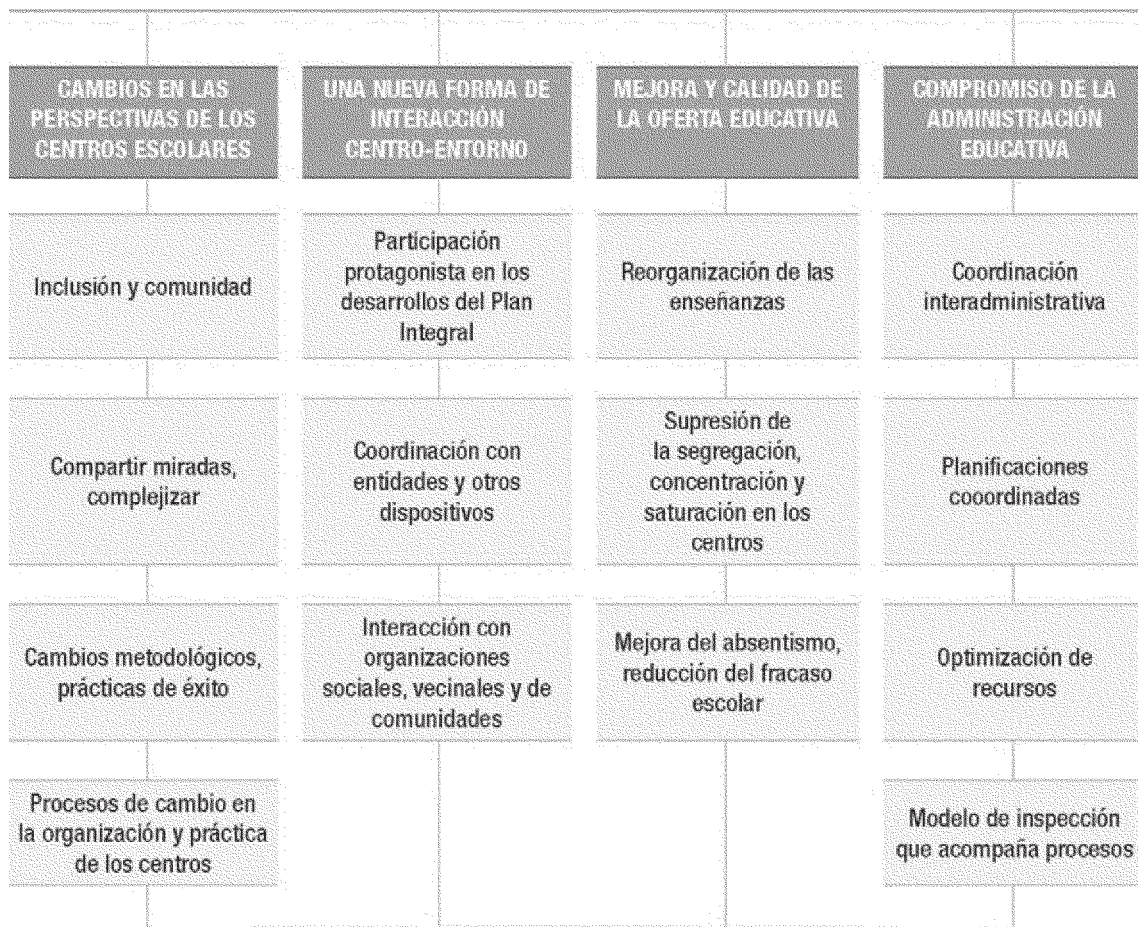 CAMBIOS EN LAS
PERSPECTIVAS DE LOS
CENTROS ESCOLARES
Inclusión y comunidad
Compartir miradas,
complejizar
Cambios metodológicos,
prácticas de éxito
Procesos de cambio en
la organización y práctica
de los centros
UNA NUEVA FORMA DE
INTERACCIÓN
CENTRO-ENTORNO
Participación
protagonista en los
desarrollos del Plan
Integral
Coordinación con
entidades y otros
dispositivos
Interacción con
organizaciones
sociales, vecinales y de
comunidades
MEJORA Y CALIDAD DE
LA OFERTA EDUCATIVA
Reorganización de las
enseñanzas
Supresión de
la segregación,
concentración y
saturación en los
centros
Mejora del absentismo,
reducción del fracaso
escolar
COMPROMISO DE LA
ADMINISTRACIÓN
EDUCATIVA
Coordinación
interadministrativa
Planificaciones
cooordinadas
Optimización de
recursos
Modelo de inspección
que acompaña procesos